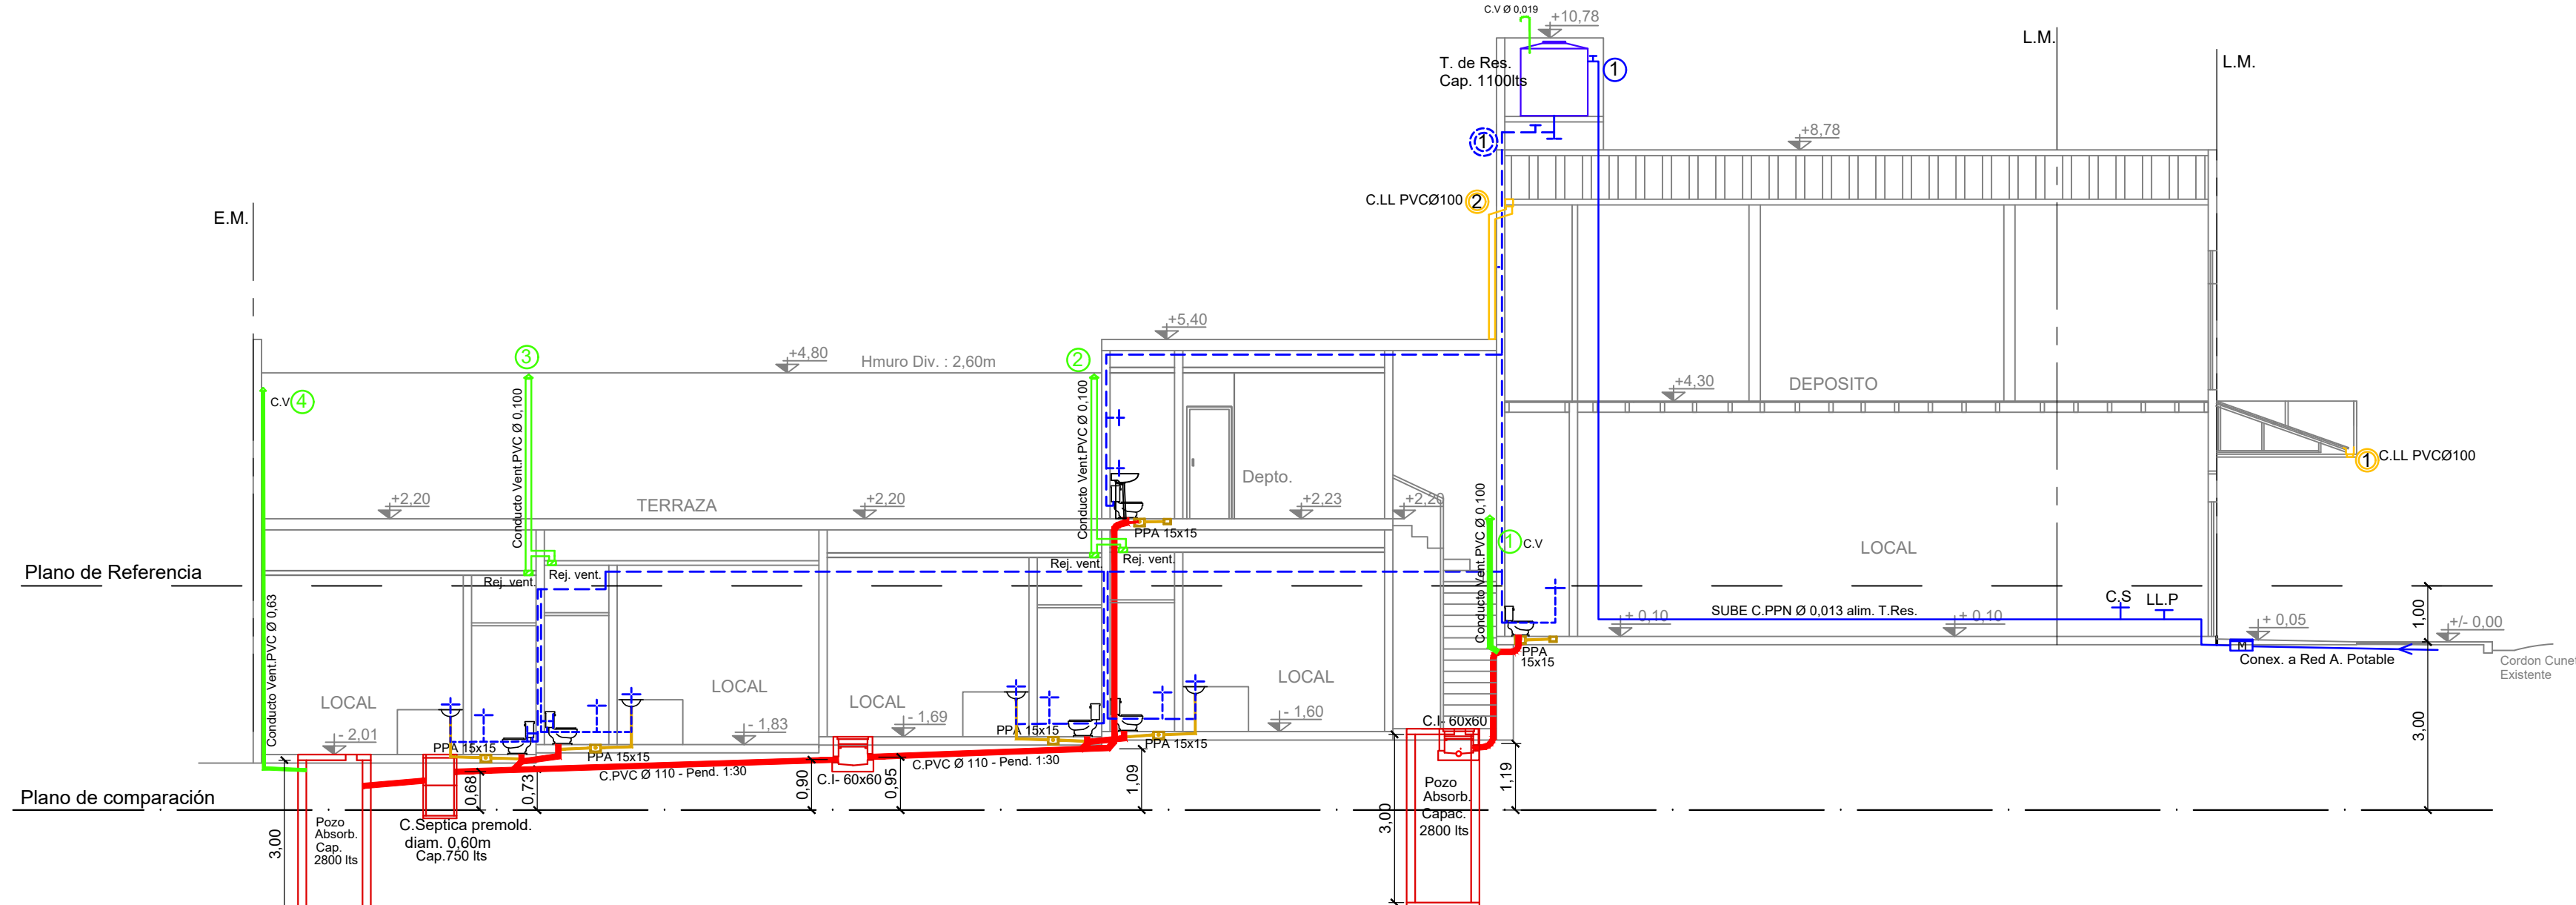 C.V Ø 0,019
+10,78
L.M.
L.M.
T. de Res.
Cap. 1100lts
1
1
+8,78
C.LL PVCØ100
2
E.M.
+5,40
3
+4,80
Hmuro Div. : 2,60m
2
C.V
4
Conducto Vent.PVC Ø 0,100
Conducto Vent.PVC Ø 0,100
+4,30
DEPOSITO
1
C.LL PVCØ100
Depto.
+2,20
TERRAZA
+2,20
+2,23
+2,20
PPA 15x15
Conducto Vent.PVC Ø 0,100
1
C.V
LOCAL
Rej. vent.
Rej. vent.
Rej. vent.
Rej. vent.
Plano de Referencia
Conducto Vent.PVC Ø 0,63
SUBE C.PPN Ø 0,013 alim. T.Res.
C.S
LL.P
+ 0,10
+ 0,10
+ 0,05
1,00
+/- 0,00
PPA
15x15
M
Conex. a Red A. Potable
Cordon Cunet
Existente
LOCAL
LOCAL
LOCAL
LOCAL
- 2,01
- 1,83
- 1,69
- 1,60
PPA 15x15
PPA 15x15
PPA 15x15
PPA 15x15
C.I- 60x60
3,00
C.PVC Ø 110 - Pend. 1:30
C.I- 60x60
C.PVC Ø 110 - Pend. 1:30
0,68
0,73
0,90
0,95
1,09
1,19
Plano de comparación
Pozo
Absorb.
Cap.
2800 lts
3,00
C.Septica premold.
diam. 0,60m
Cap.750 lts
3,00
Pozo
Absorb.
Capac.
2800 lts